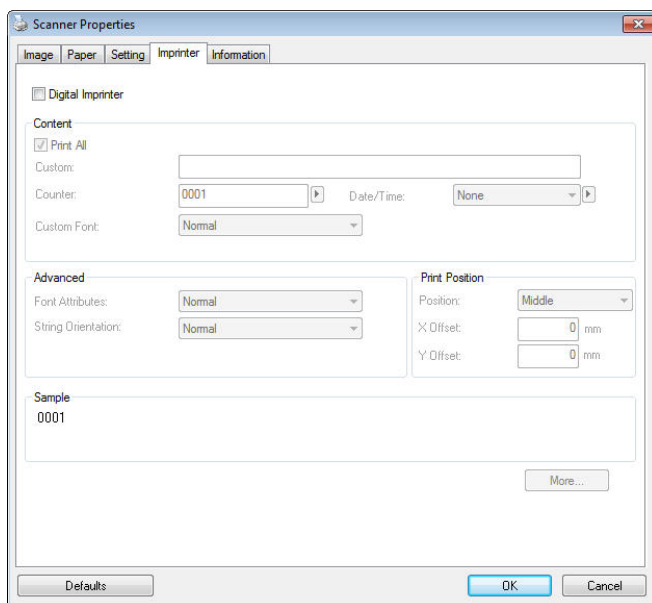 Scanner Properties
Image Paper Setting Imprinter Information
Digital Imprinter
Content
Print All
Custom:
Counter: 0001 Date/Time: None
Custom Font: Normal
Advanced
Font Attributes: Normal
String Orientation: Normal
Print Position
Position: Middle
X Offset: 0 mm
Y Offset: 0 mm
Sample
0001
More...
Defaults OK Cancel